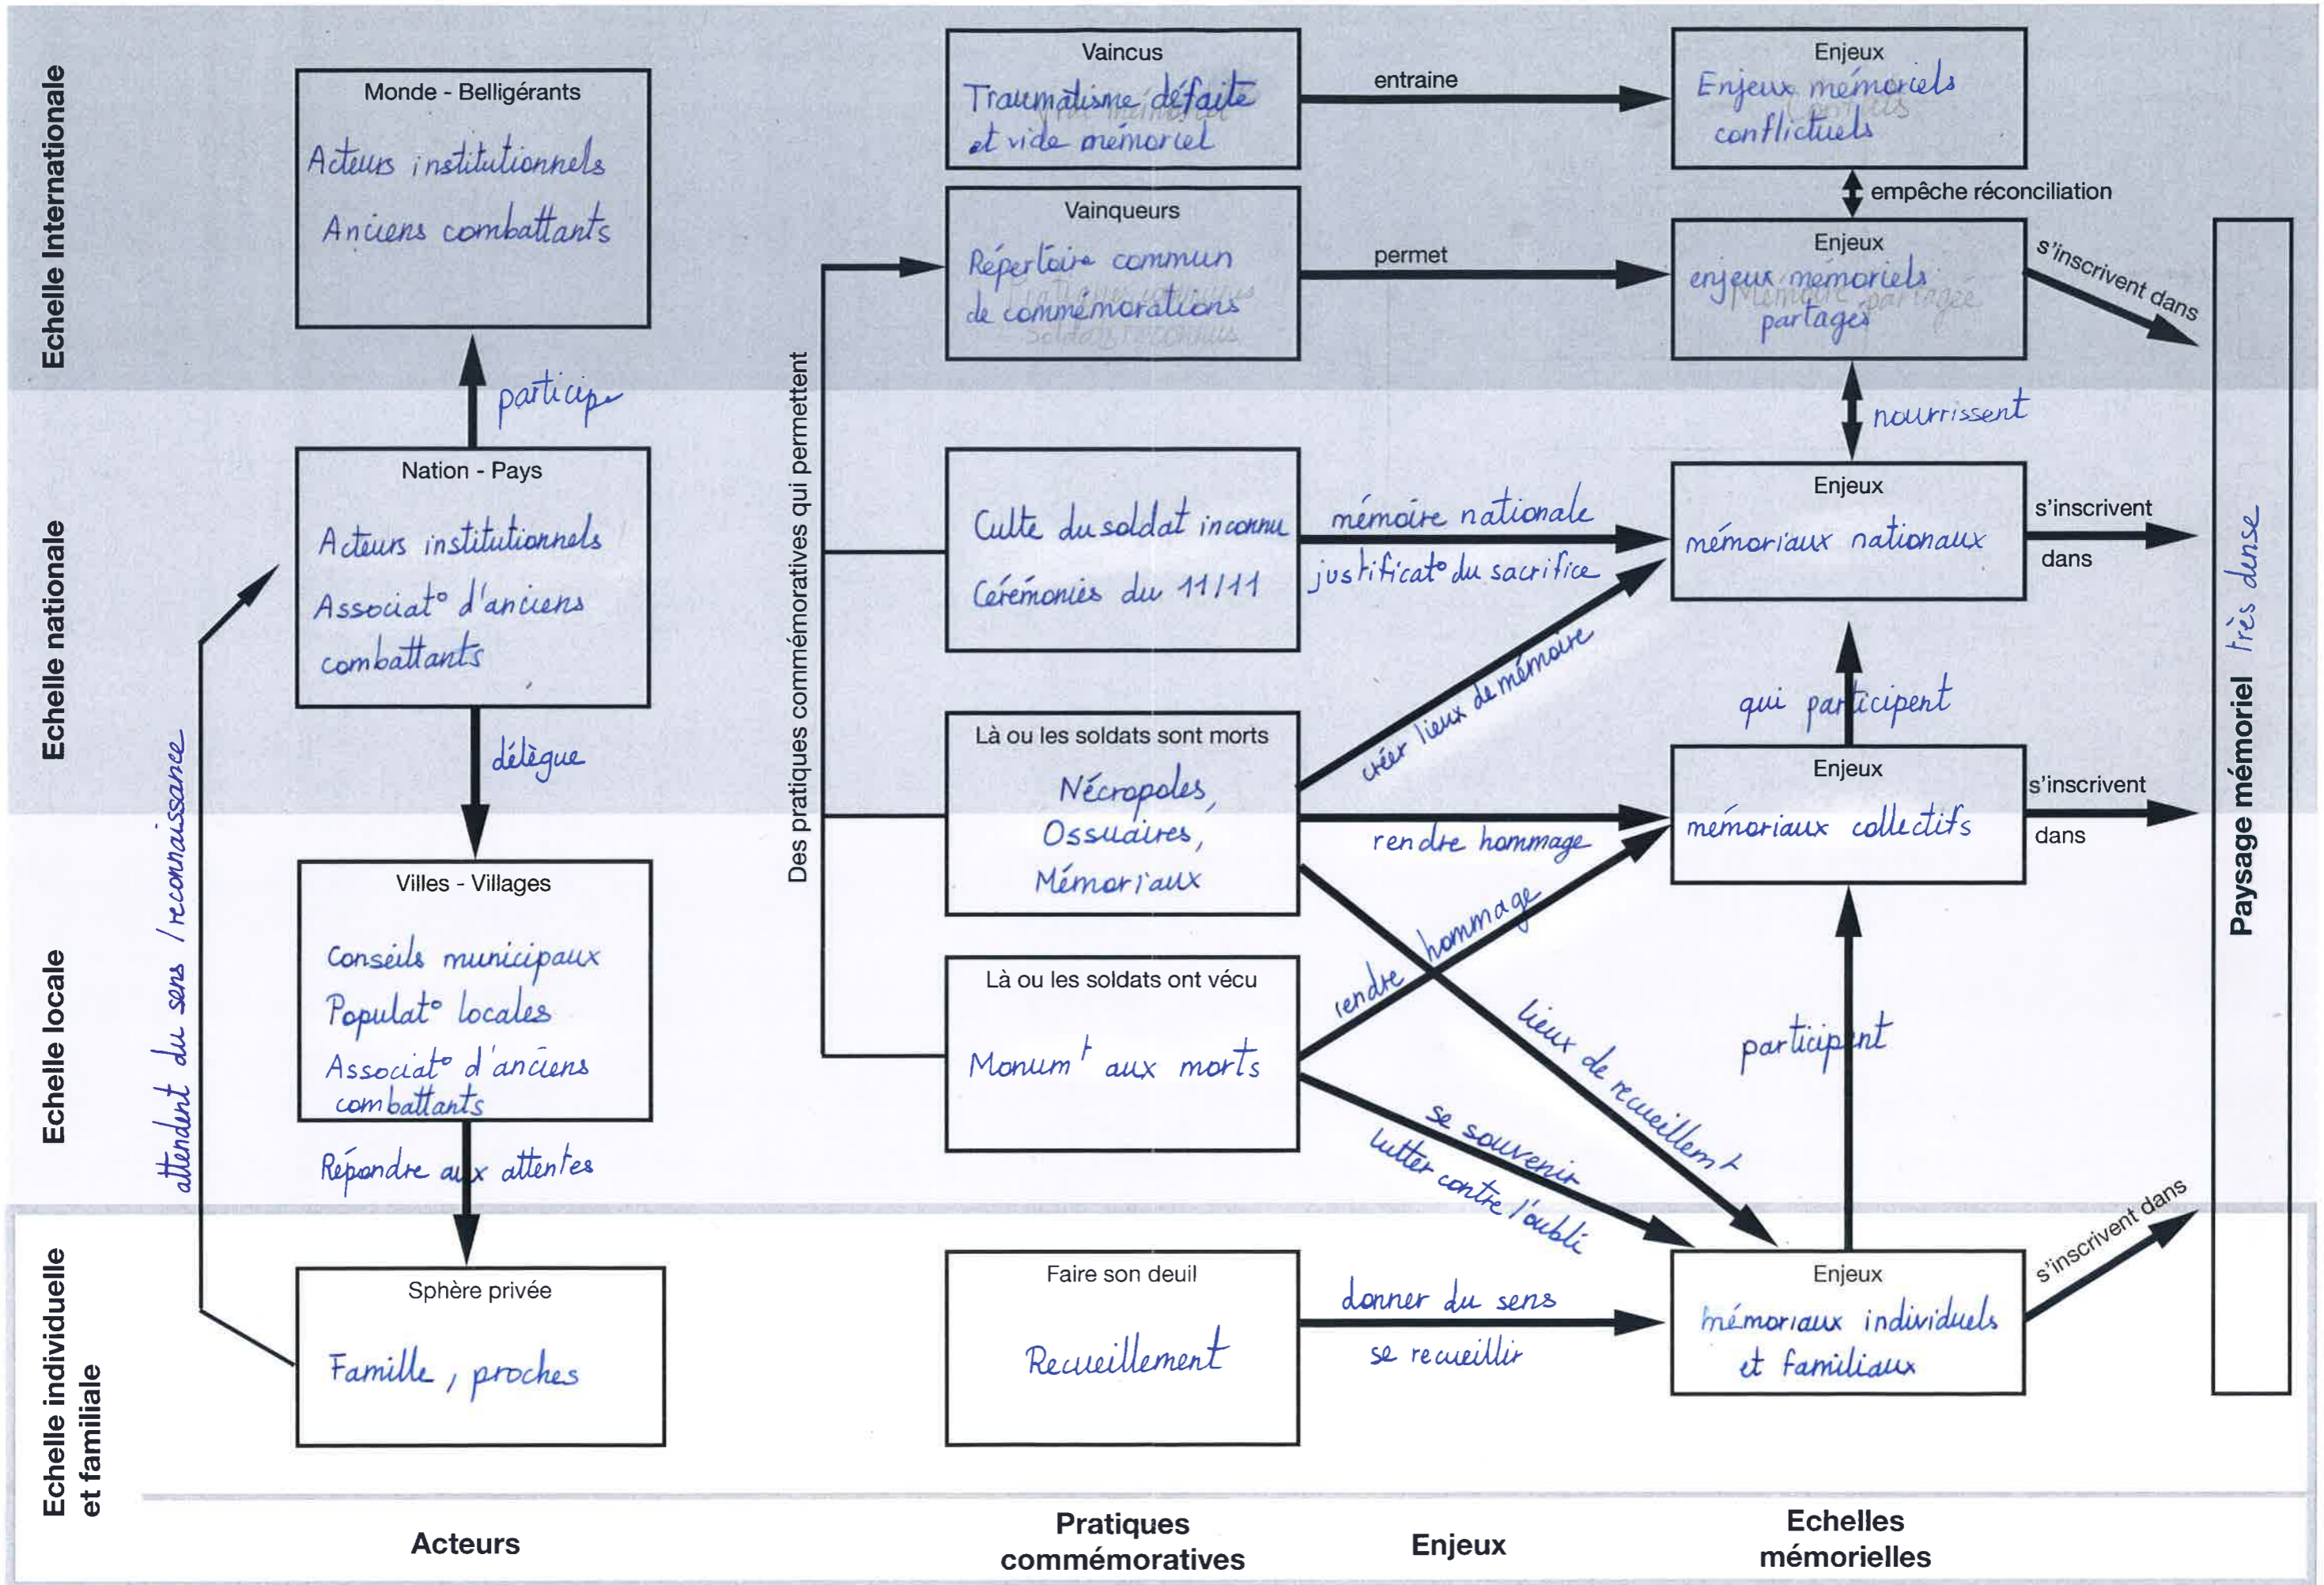 Echelle Internationale
Monde - Belligérants
Acteurs institutionnels
Anciens combattants
participe
Vaincus
Traumatisme défaite
et vide mémoriel
entraine
Enjeux
Enjeux mémoriels
conflictuels
empêche réconciliation
Vainqueurs
Répertoire commun
de commémorations
permet
Enjeux
enjeux mémoriels
partagés
s'inscrivent dans
nourrissent
Echelle nationale
Nation - Pays
Acteurs institutionnels
Associat° d'anciens
combattants
délègue
Des pratiques commémoratives qui permettent
Culte du soldat inconnu
Cérémonies du 11/11
mémoire nationale
justificat° du sacrifice
Enjeux
mémoriaux nationaux
s'inscrivent
dans
créer lieux de mémoire
qui participent
Là ou les soldats sont morts
Nécropoles,
Ossuaires,
Mémoriaux
rendre hommage
Enjeux
mémoriaux collectifs
s'inscrivent
dans
Echelle locale
Villes - Villages
Conseils municipaux
Populat° locales
Associat° d'anciens
combattants
Répondre aux attentes
attendent du sens / reconnaissance
Là ou les soldats ont vécu
Monumt aux morts
rendre hommage
lieux de recueillemt
se souvenir
lutter contre l'oubli
participent
Echelle individuelle
et familiale
Sphère privée
Famille, proches
Faire son deuil
Recueillement
donner du sens
se recueillir
Enjeux
mémoriaux individuels
et familiaux
s'inscrivent dans
Paysage mémoriel très dense
Acteurs
Pratiques
commémoratives
Enjeux
Echelles
mémorielles